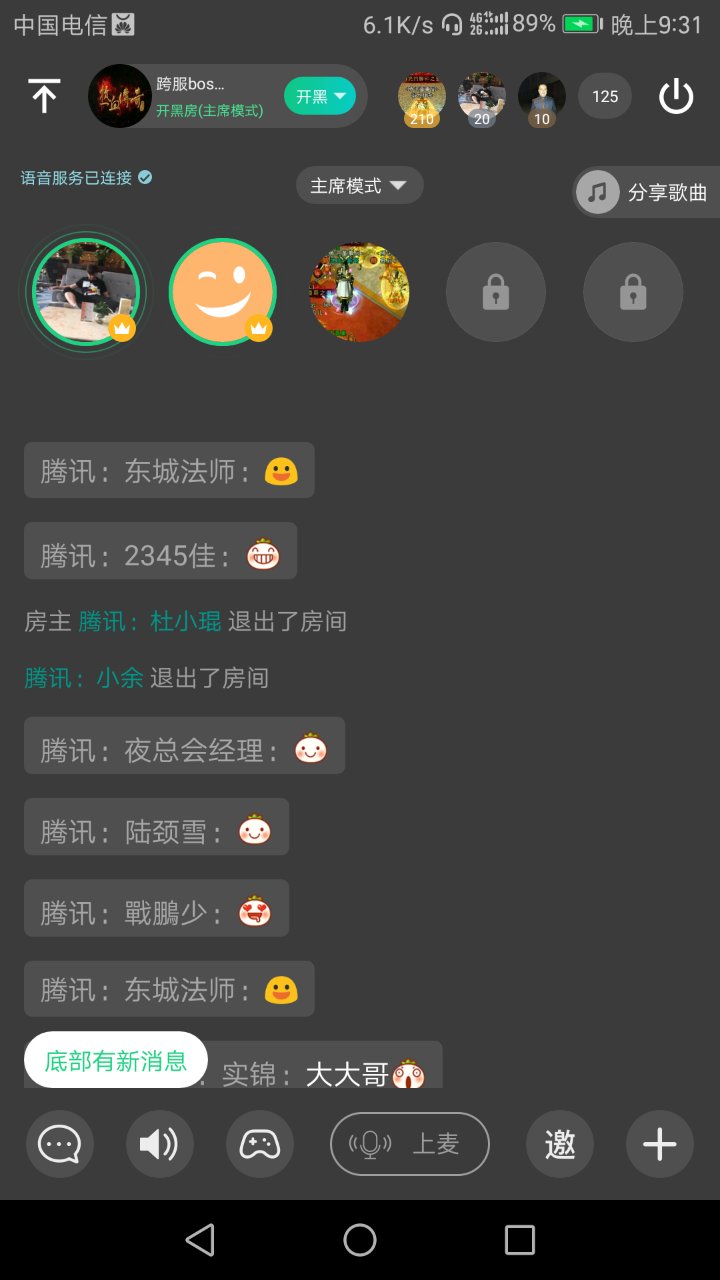 中国电信
6.1K/s 4G 2G 89% 晚上9:31
跨服bos...
开黑房(主席模式)
开黑
210
20
10
125
语音服务已连接
主席模式
分享歌曲
腾讯：东城法师：
腾讯：2345佳：
房主 腾讯：杜小琨 退出了房间
腾讯：小余 退出了房间
腾讯：夜总会经理：
腾讯：陆颈雪：
腾讯：戰鵬少：
腾讯：东城法师：
底部有新消息
：实锦：大大哥
上麦
邀